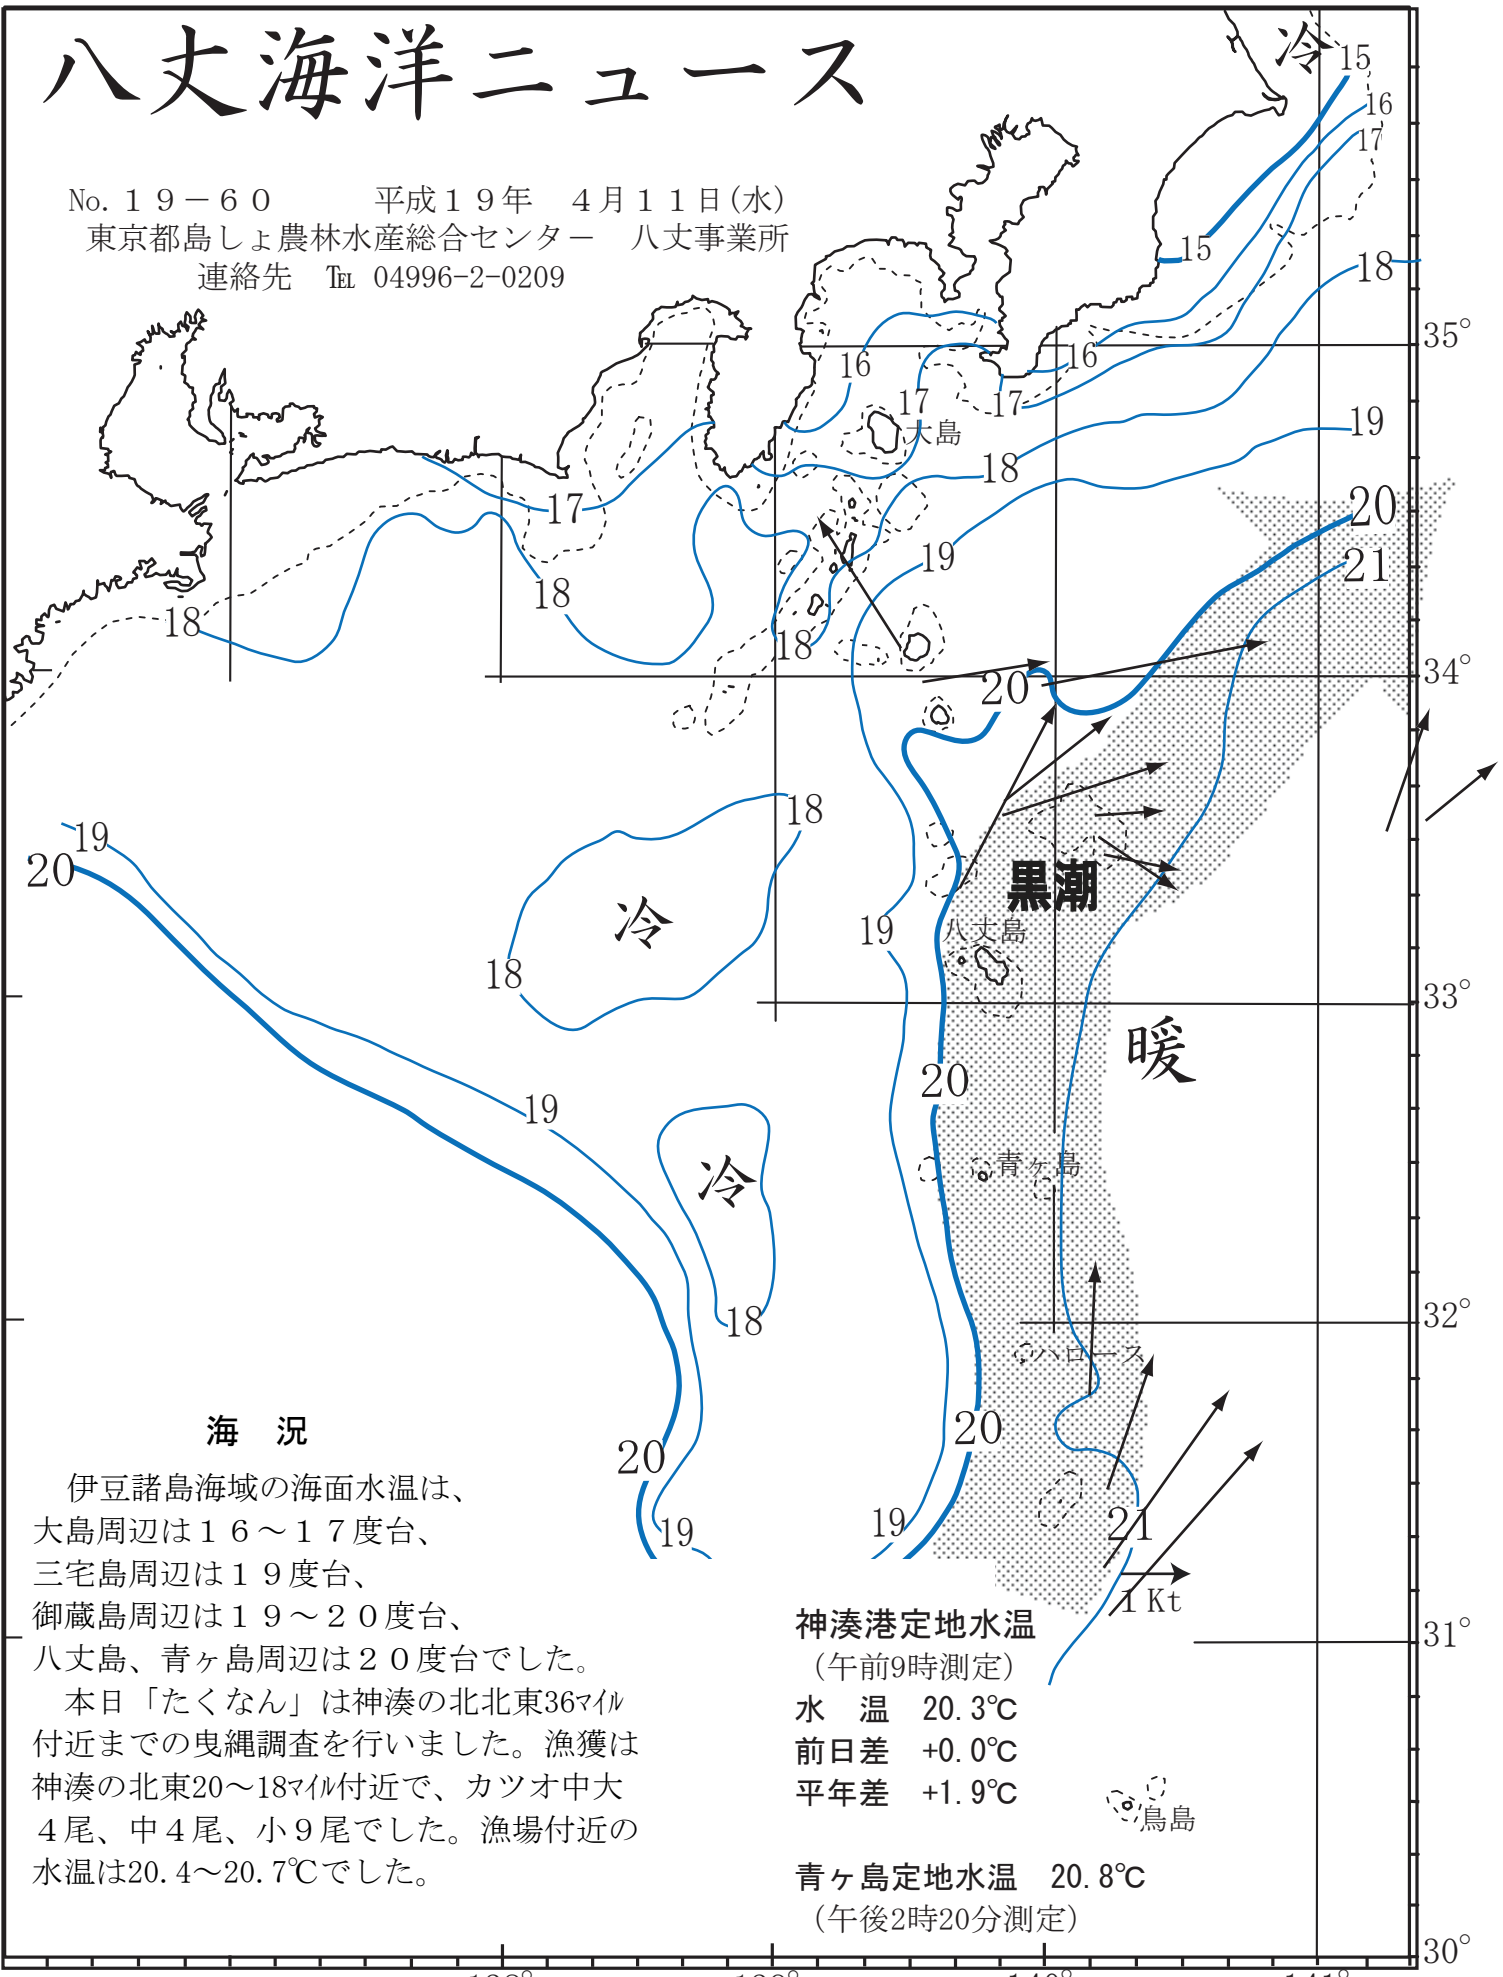 八丈海洋ニュース
No.１９－６０　平成１９年　４月１１日(水)
東京都島しょ農林水産総合センタ－　八丈事業所
連絡先　℡ 04996-2-0209
冷
15
16
17
15
18
35°
16
16
17
17
大島
19
18
17
20
19
21
18
18
18
34°
20
18
19
20
黒潮
冷
19
八丈島
18
33°
暖
20
19
冷
青ヶ島
18
32°
ハロース
20
20
19
19
21
1 Kt
31°
海　況
伊豆諸島海域の海面水温は、
大島周辺は１６～１７度台、
三宅島周辺は１９度台、
御蔵島周辺は１９～２０度台、
八丈島、青ヶ島周辺は２０度台でした。
本日「たくなん」は神湊の北北東36ﾏｲﾙ
付近までの曳縄調査を行いました。漁獲は
神湊の北東20～18ﾏｲﾙ付近で、カツオ中大
４尾、中４尾、小９尾でした。漁場付近の
水温は20.4～20.7℃でした。
神湊港定地水温
（午前9時測定）
水　温　20.3℃
前日差　+0.0℃
平年差　+1.9℃
鳥島
青ヶ島定地水温　20.8℃
（午後2時20分測定）
30°